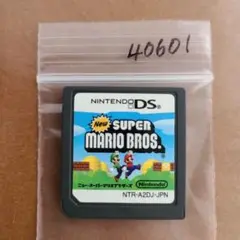 40601
NINTENDO DS
New
SUPER
MARIO BROS.
ニュー・スーパーマリオブラザーズ
Nintendo
NTR-A2DJ-JPN